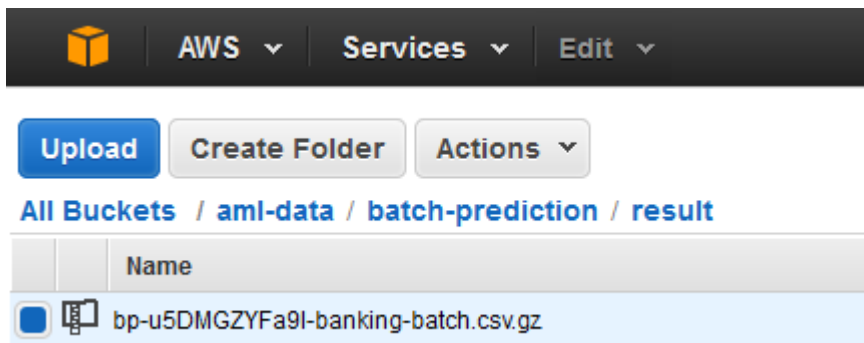 AWS Services Edit
Upload Create Folder Actions
All Buckets / aml-data / batch-prediction / result
Name
bp-u5DMGZYFa9I-banking-batch.csv.gz